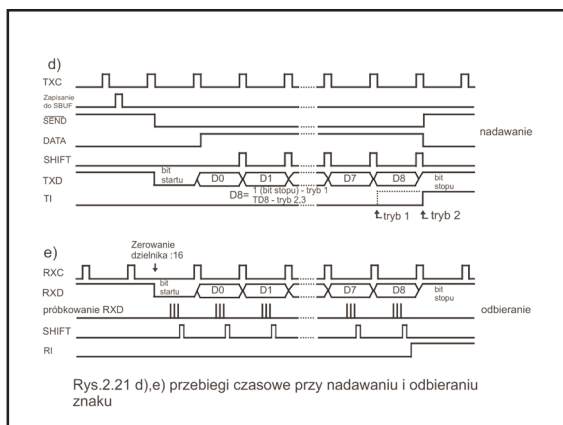 d)
TXC
Zapisanie
do SBUF
SEND
DATA
nadawanie
SHIFT
TXD bit startu D0 D1 D7 D8 bit stopu
D8= 1 (bit stopu) - tryb 1
TD8 - tryb 2,3
TI
tryb 1 tryb 2
e)
Zerowanie
dzielnika :16
RXC
RXD bit startu D0 D1 D7 D8 bit stopu
próbkowanie RXD
odbieranie
SHIFT
RI
Rys.2.21 d),e) przebiegi czasowe przy nadawaniu i odbieraniu
znaku